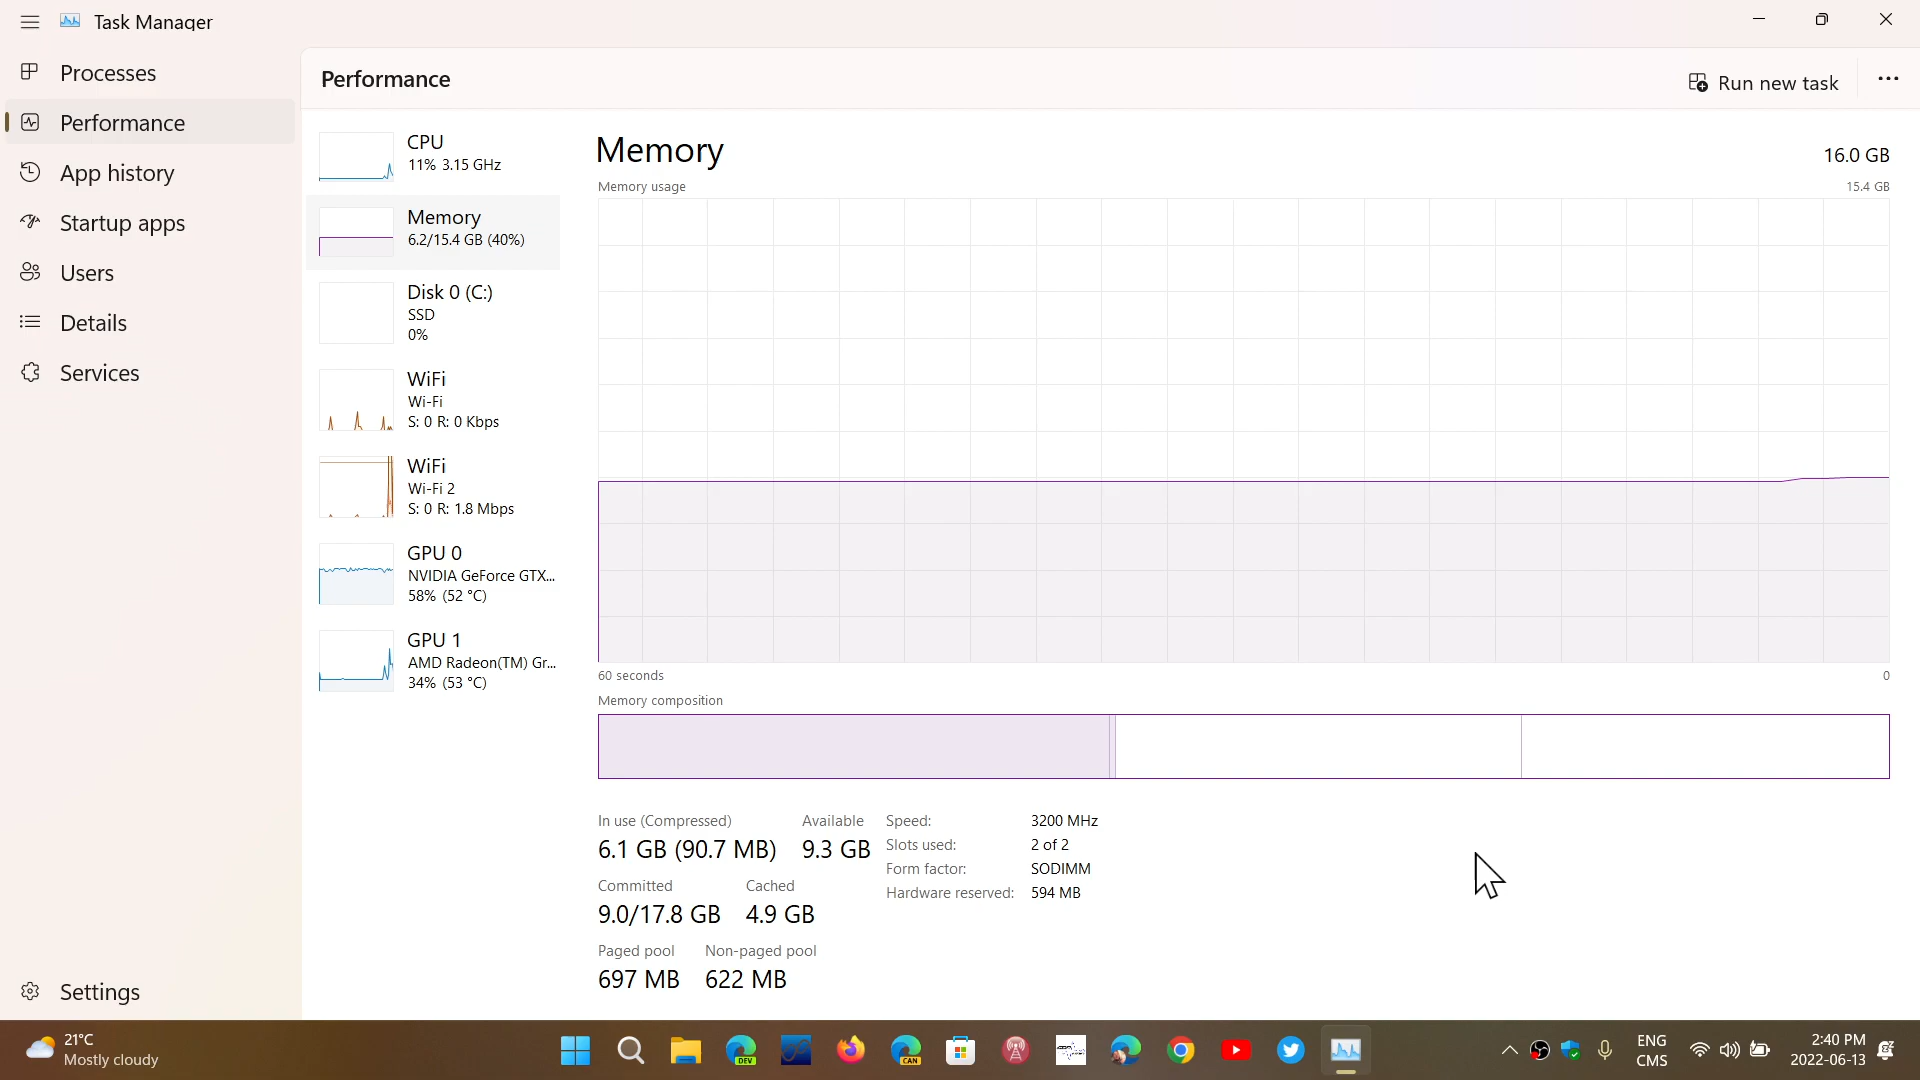 Task Manager
Processes
Performance
App history
Startup apps
Users
Details
Services
Settings
Performance
Run new task
CPU
11% 3.15 GHz
Memory
6.2/15.4 GB (40%)
Disk 0 (C:)
SSD
0%
WiFi
Wi-Fi
S: 0 R: 0 Kbps
WiFi
Wi-Fi 2
S: 0 R: 1.8 Mbps
GPU 0
NVIDIA GeForce GTX...
58% (52 °C)
GPU 1
AMD Radeon(TM) Gr...
34% (53 °C)
Memory
16.0 GB
Memory usage
15.4 GB
60 seconds
0
Memory composition
In use (Compressed)
6.1 GB (90.7 MB)
Available
9.3 GB
Committed
9.0/17.8 GB
Cached
4.9 GB
Paged pool
697 MB
Non-paged pool
622 MB
Speed: 3200 MHz
Slots used: 2 of 2
Form factor: SODIMM
Hardware reserved: 594 MB
21°C
Mostly cloudy
DEV
CAN
ENG
CMS
2:40 PM
2022-06-13